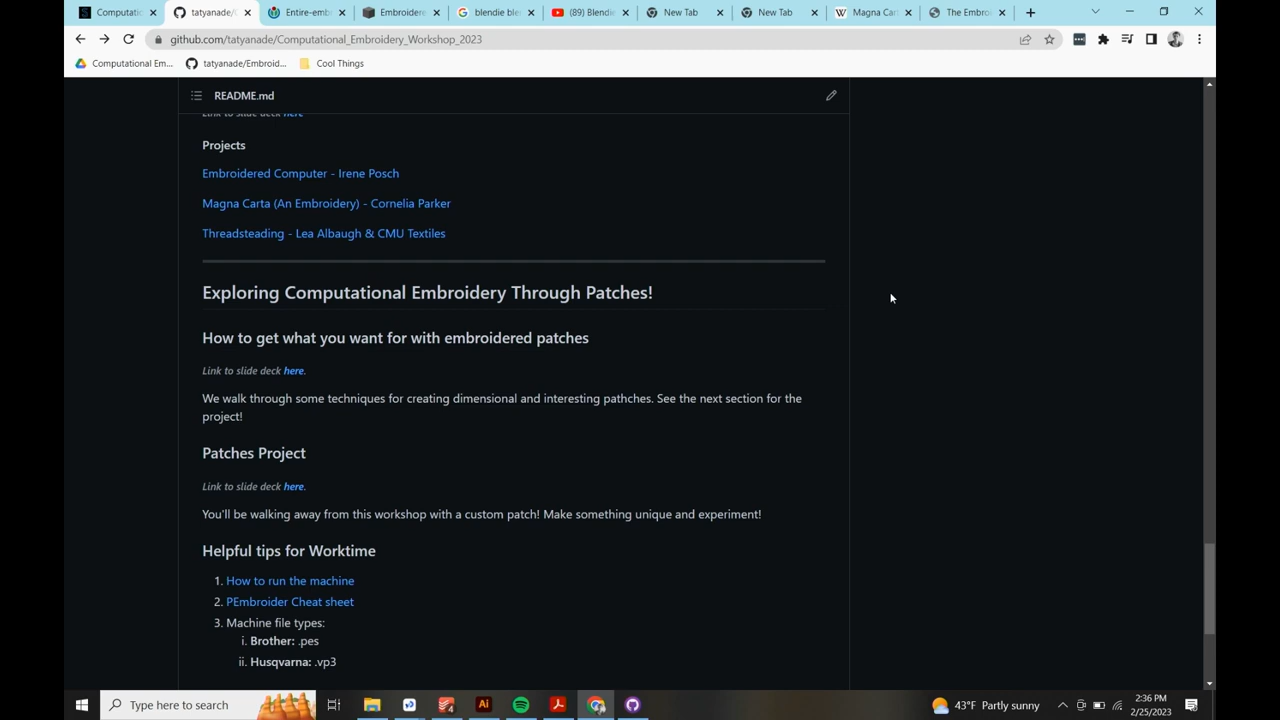 Computatic
tatyanade/C
Entire-emb
Embroidere
blendie ble
(89) Blendie
New Tab
New Tab
Magna Car
The Embro
github.com/tatyanade/Computational_Embroidery_Workshop_2023
Computational Em...
tatyanade/Embroid...
Cool Things
README.md
Link to slide deck here
Projects
Embroidered Computer - Irene Posch
Magna Carta (An Embroidery) - Cornelia Parker
Threadsteading - Lea Albaugh & CMU Textiles
Exploring Computational Embroidery Through Patches!
How to get what you want for with embroidered patches
Link to slide deck here.
We walk through some techniques for creating dimensional and interesting pathches. See the next section for the
project!
Patches Project
Link to slide deck here.
You'll be walking away from this workshop with a custom patch! Make something unique and experiment!
Helpful tips for Worktime
1. How to run the machine
2. PEmbroider Cheat sheet
3. Machine file types:
i. Brother: .pes
ii. Husqvarna: .vp3
Type here to search
43°F Partly sunny
2:36 PM
2/25/2023